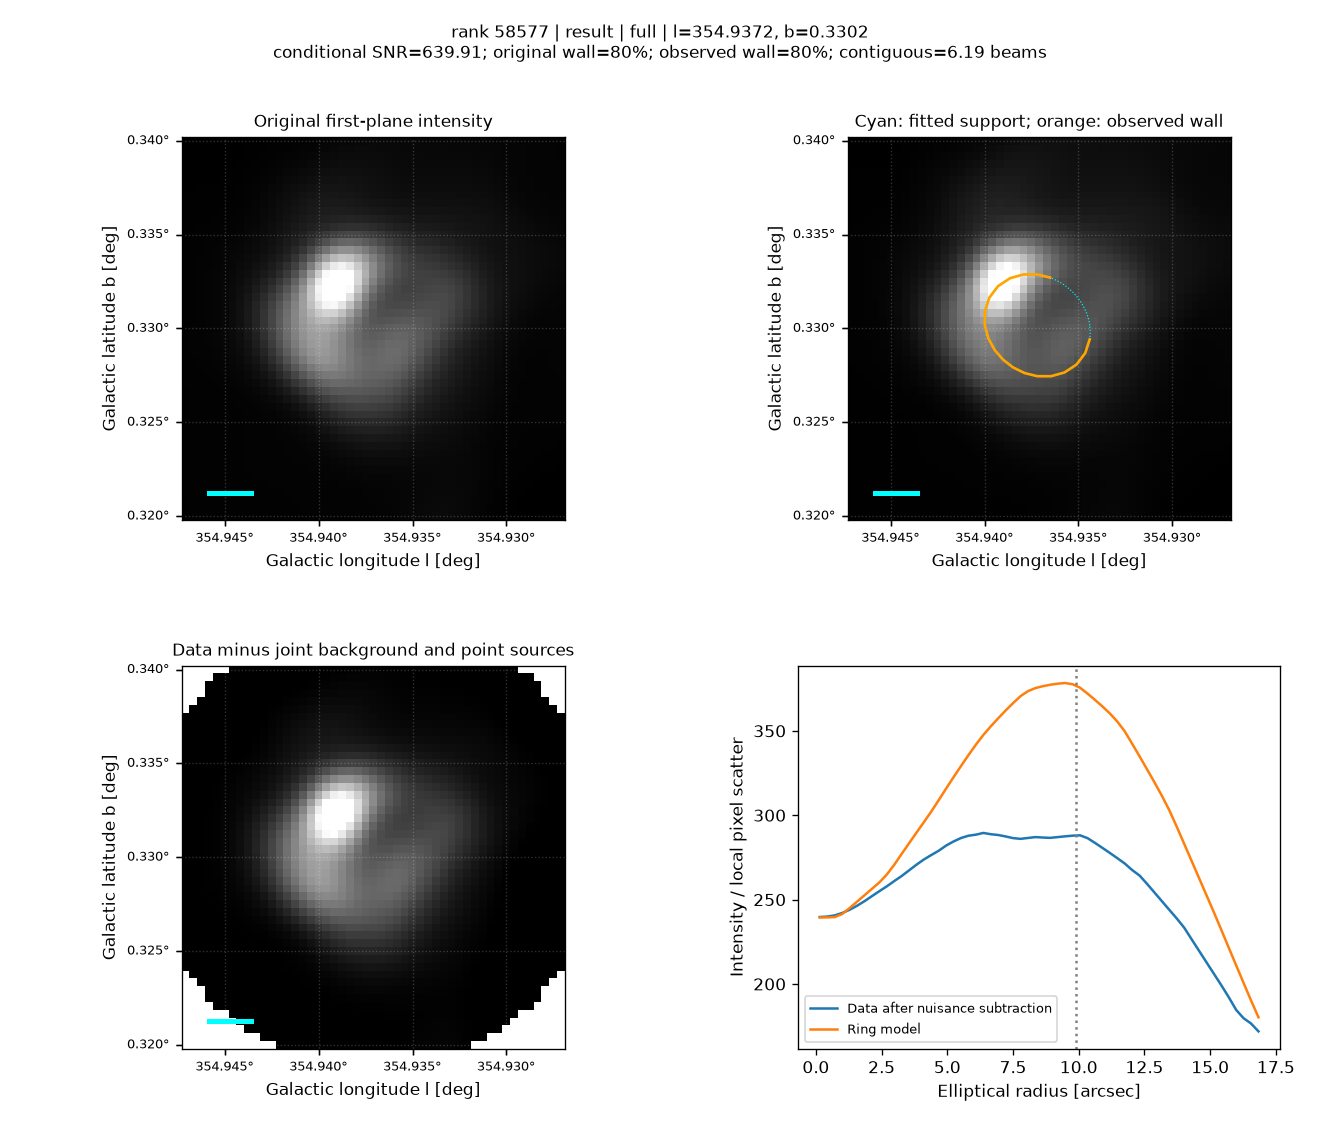 rank 58577 | result | full | l=354.9372, b=0.3302
conditional SNR=639.91; original wall=80%; observed wall=80%; contiguous=6.19 beams
Original first-plane intensity
0.340°
0.335°
0.330°
0.325°
0.320°
Galactic latitude b [deg]
354.945° 354.940° 354.935° 354.930°
Galactic longitude l [deg]
Cyan: fitted support; orange: observed wall
0.340°
0.335°
0.330°
0.325°
0.320°
Galactic latitude b [deg]
354.945° 354.940° 354.935° 354.930°
Galactic longitude l [deg]
Data minus joint background and point sources
0.340°
0.335°
0.330°
0.325°
0.320°
Galactic latitude b [deg]
354.945° 354.940° 354.935° 354.930°
Galactic longitude l [deg]
350
300
250
200
Intensity / local pixel scatter
Data after nuisance subtraction
Ring model
0.0 2.5 5.0 7.5 10.0 12.5 15.0 17.5
Elliptical radius [arcsec]